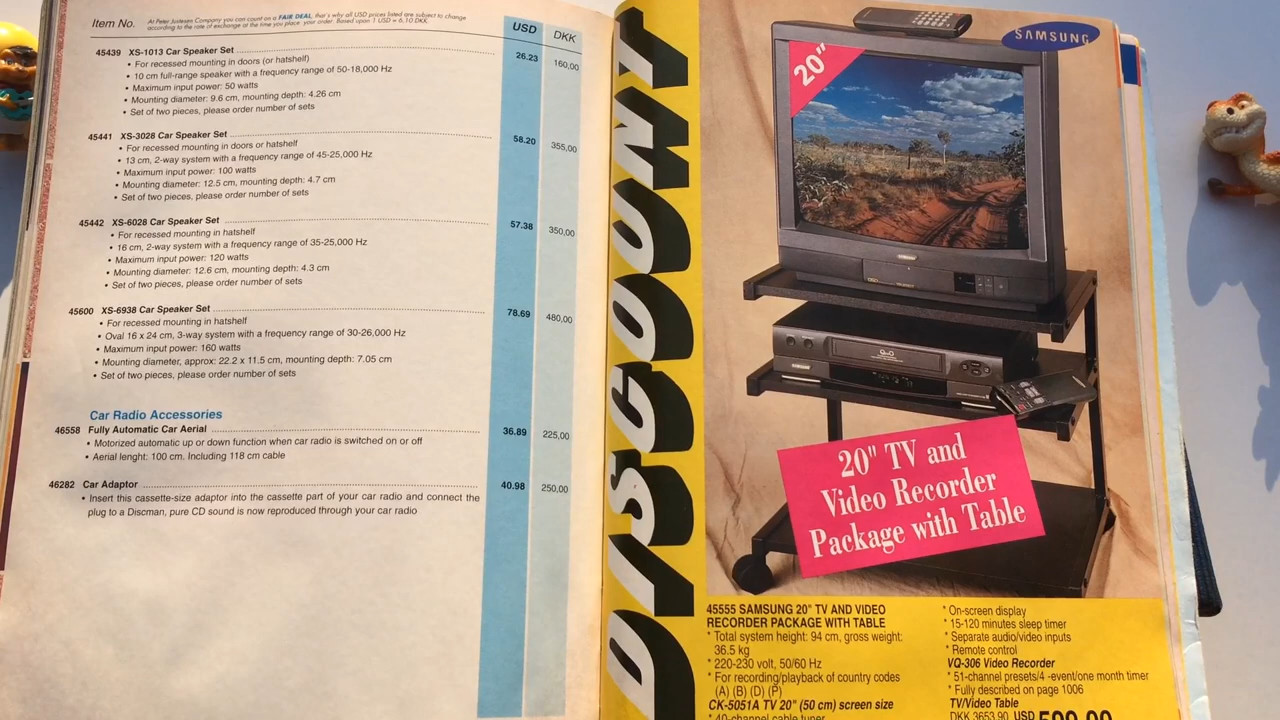 Item No.
At Peter Justesen Company you can count on a FAIR DEAL, that's why all USD prices listed are subject to change
according to the rate of exchange at the time you place your order. Based upon 1 USD = 6,10 DKK.
USD
DKK
45439 XS-1013 Car Speaker Set 26.23 160,00
• For recessed mounting in doors (or hatshelf)
• 10 cm full-range speaker with a frequency range of 50-18,000 Hz
• Maximum input power: 50 watts
• Mounting diameter: 9.6 cm, mounting depth: 4.26 cm
• Set of two pieces, please order number of sets
45441 XS-3028 Car Speaker Set 58.20 355,00
• For recessed mounting in doors or hatshelf
• 13 cm, 2-way system with a frequency range of 45-25,000 Hz
• Maximum input power: 100 watts
• Mounting diameter: 12.5 cm, mounting depth: 4.7 cm
• Set of two pieces, please order number of sets
45442 XS-6028 Car Speaker Set 57.38 350,00
• For recessed mounting in hatshelf
• 16 cm, 2-way system with a frequency range of 35-25,000 Hz
• Maximum input power: 120 watts
• Mounting diameter: 12.6 cm, mounting depth: 4.3 cm
• Set of two pieces, please order number of sets
45600 XS-6938 Car Speaker Set 78.69 480,00
• For recessed mounting in hatshelf
• Oval 16 x 24 cm, 3-way system with a frequency range of 30-26,000 Hz
• Maximum input power: 160 watts
• Mounting diameter, approx: 22.2 x 11.5 cm, mounting depth: 7.05 cm
• Set of two pieces, please order number of sets
Car Radio Accessories
46558 Fully Automatic Car Aerial 36.89 225,00
• Motorized automatic up or down function when car radio is switched on or off
• Aerial lenght: 100 cm. Including 118 cm cable
46282 Car Adaptor 40.98 250,00
• Insert this cassette-size adaptor into the cassette part of your car radio and connect the
plug to a Discman, pure CD sound is now reproduced through your car radio
DISCOUNT
SAMSUNG
20"
20" TV and
Video Recorder
Package with Table
45555 SAMSUNG 20" TV AND VIDEO
RECORDER PACKAGE WITH TABLE
* Total system height: 94 cm, gross weight:
36.5 kg
* 220-230 volt, 50/60 Hz
* For recording/playback of country codes
(A) (B) (D) (P)
CK-5051A TV 20" (50 cm) screen size
* 40-channel cable tuner
* On-screen display
* 15-120 minutes sleep timer
* Separate audio/video inputs
* Remote control
VQ-306 Video Recorder
* 51-channel presets/4 -event/one month timer
* Fully described on page 1006
TV/Video Table
DKK 3653,90 USD 599.00